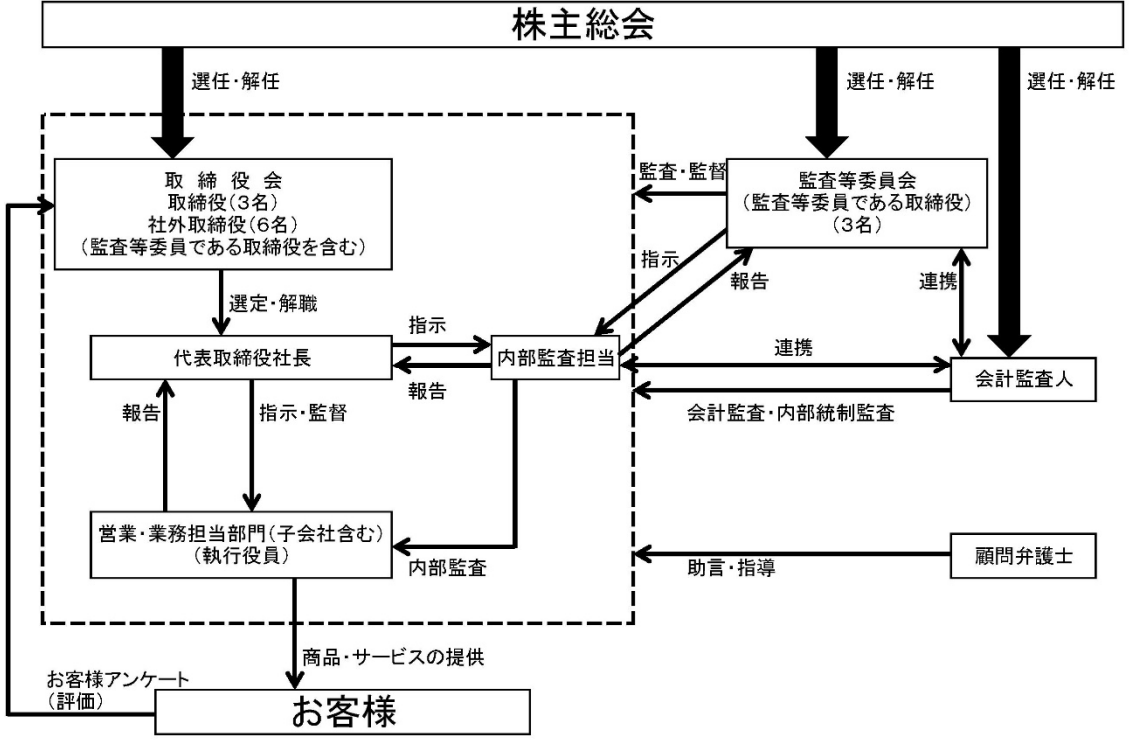 株主総会
選任・解任
選任・解任
選任・解任
取締役会
取締役(3名)
社外取締役(6名)
(監査等委員である取締役を含む)
監査・監督
監査等委員会
(監査等委員である取締役)
(3名)
指示
報告
連携
選定・解職
代表取締役社長
指示
報告
内部監査担当
連携
会計監査人
会計監査・内部統制監査
報告
指示・監督
営業・業務担当部門(子会社含む)
(執行役員)
内部監査
助言・指導
顧問弁護士
商品・サービスの提供
お客様アンケート
(評価)
お客様